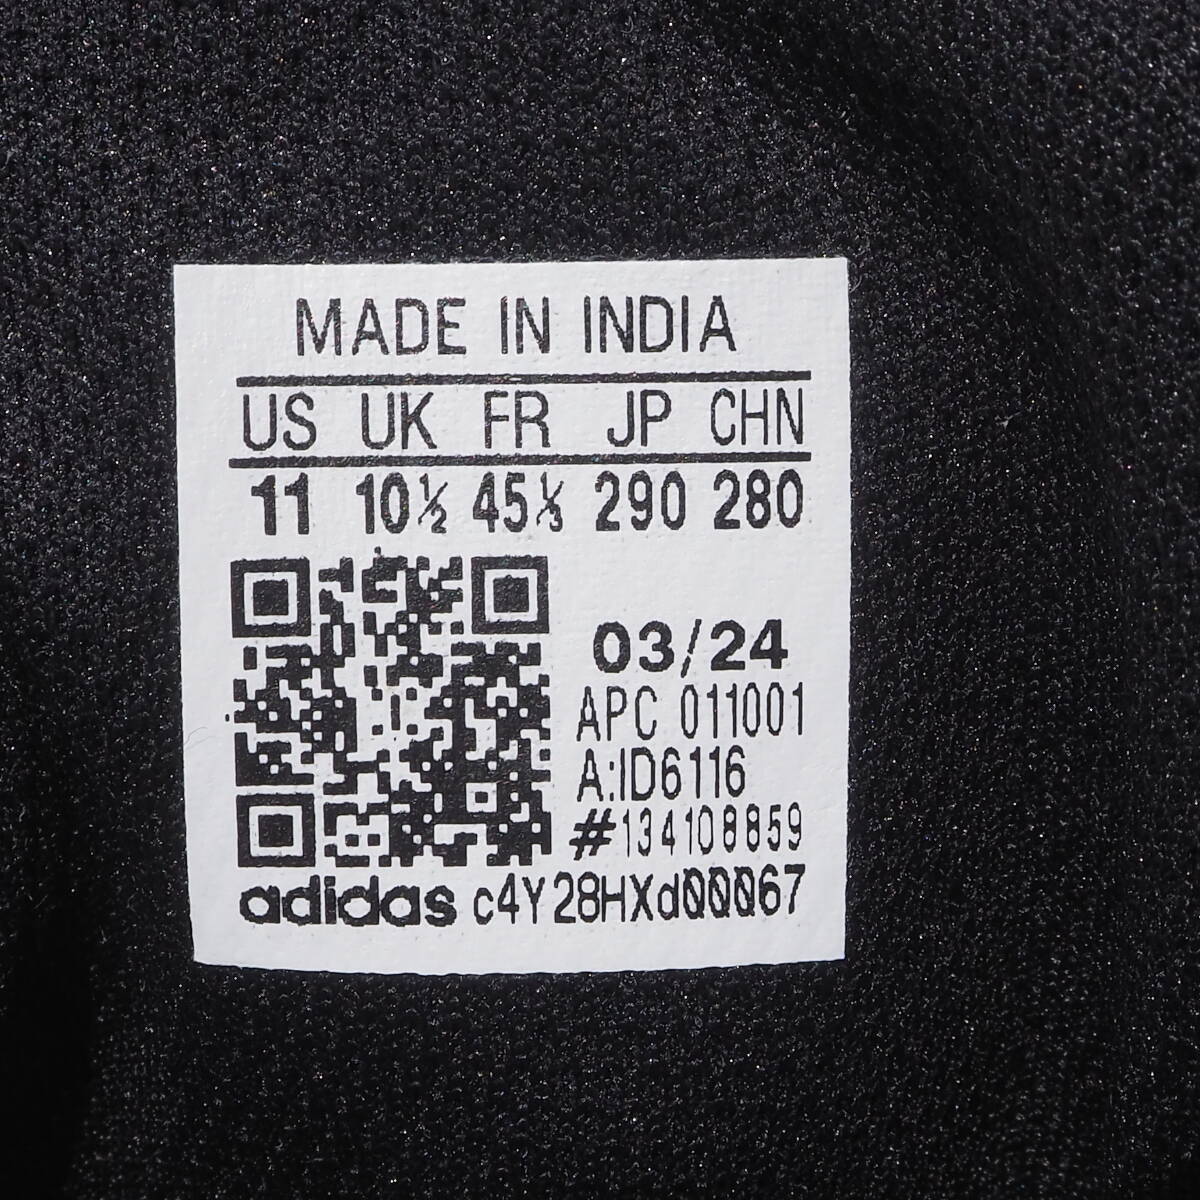 MADE IN INDIA
US UK FR JP CHN
11 10½ 45⅓ 290 280
03/24
APC 011001
A:ID6116
#134108859
adidas c4Y28HXd00067